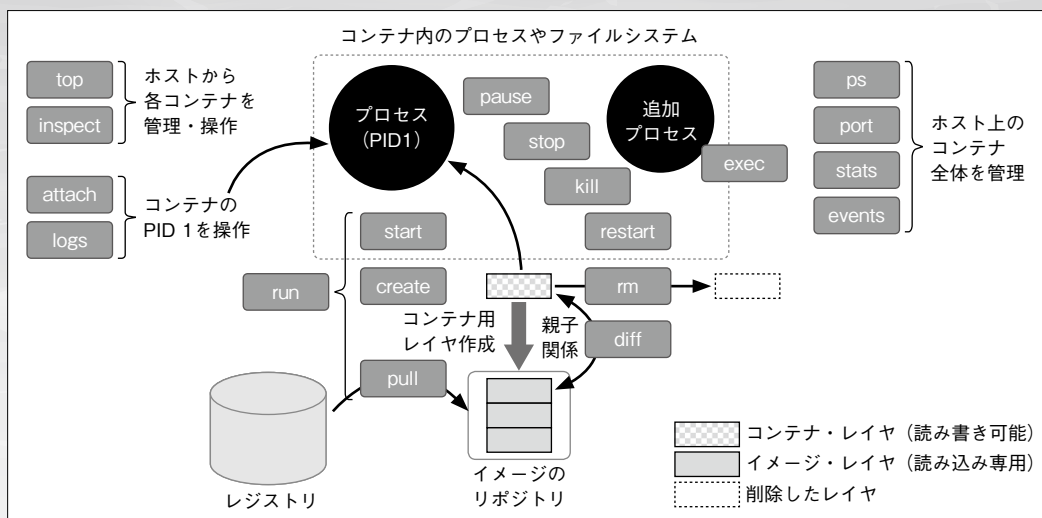 コンテナ内のプロセスやファイルシステム
top
inspect
ホストから
各コンテナを
管理・操作
attach
logs
コンテナの
PID 1を操作
プロセス
(PID1)
pause
stop
kill
追加
プロセス
exec
ps
port
stats
events
ホスト上の
コンテナ
全体を管理
start
restart
run
create
rm
コンテナ用
レイヤ作成
親子
関係
diff
pull
レジストリ
イメージの
リポジトリ
コンテナ・レイヤ（読み書き可能）
イメージ・レイヤ（読み込み専用）
削除したレイヤ